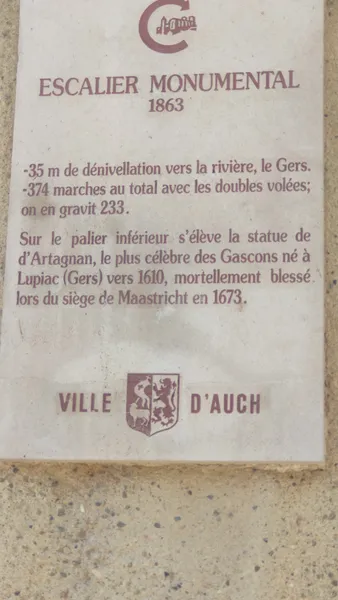 ESCALIER MONUMENTAL
1863
-35 m de dénivellation vers la rivière, le Gers.
-374 marches au total avec les doubles volées;
on en gravit 233.
Sur le palier inférieur s'élève la statue de
d'Artagnan, le plus célèbre des Gascons né à
Lupiac (Gers) vers 1610, mortellement blessé
lors du siège de Maastricht en 1673.
VILLE D'AUCH